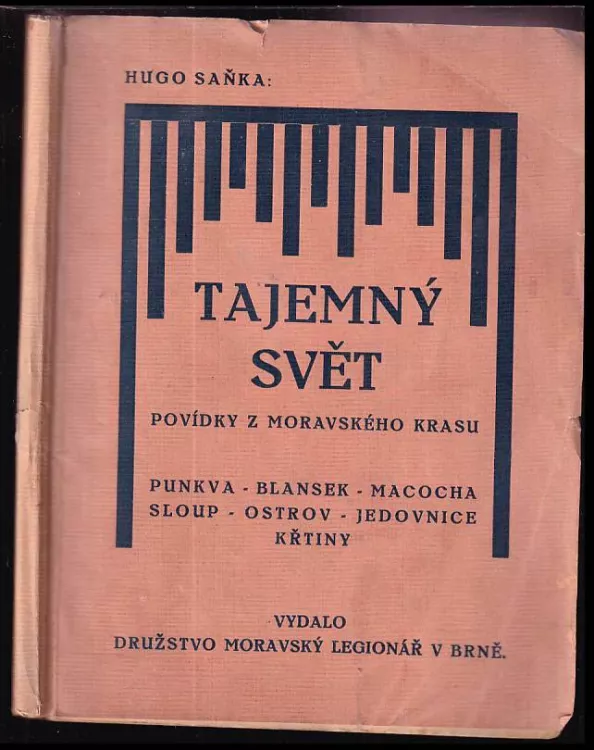 HUGO SAŇKA:
TAJEMNÝ
SVĚT
POVÍDKY Z MORAVSKÉHO KRASU
PUNKVA - BLANSEK - MACOCHA
SLOUP - OSTROV - JEDOVNICE
KŘTINY
VYDALO
DRUŽSTVO MORAVSKÝ LEGIONÁŘ V BRNĚ.